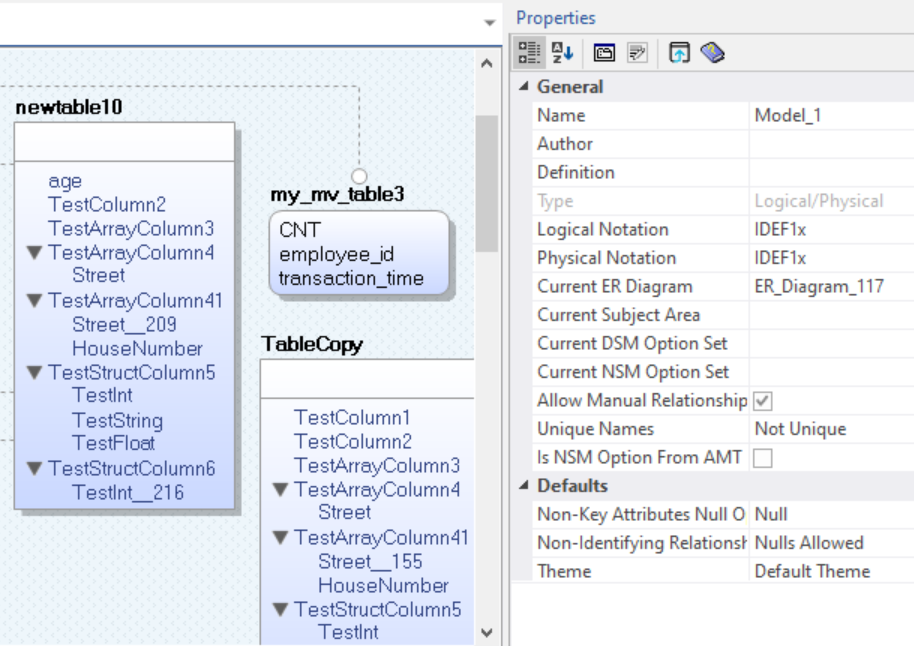 newtable10
age
TestColumn2
TestArrayColumn3
TestArrayColumn4
Street
TestArrayColumn41
Street__209
HouseNumber
TestStructColumn5
TestInt
TestString
TestFloat
TestStructColumn6
TestInt__216
my_mv_table3
CNT
employee_id
transaction_time
TableCopy
TestColumn1
TestColumn2
TestArrayColumn3
TestArrayColumn4
Street
TestArrayColumn41
Street__155
HouseNumber
TestStructColumn5
TestInt
Properties
General
Name Model_1
Author
Definition
Type Logical/Physical
Logical Notation IDEF1x
Physical Notation IDEF1x
Current ER Diagram ER_Diagram_117
Current Subject Area
Current DSM Option Set
Current NSM Option Set
Allow Manual Relationship
Unique Names Not Unique
Is NSM Option From AMT
Defaults
Non-Key Attributes Null O Null
Non-Identifying Relationsh Nulls Allowed
Theme Default Theme